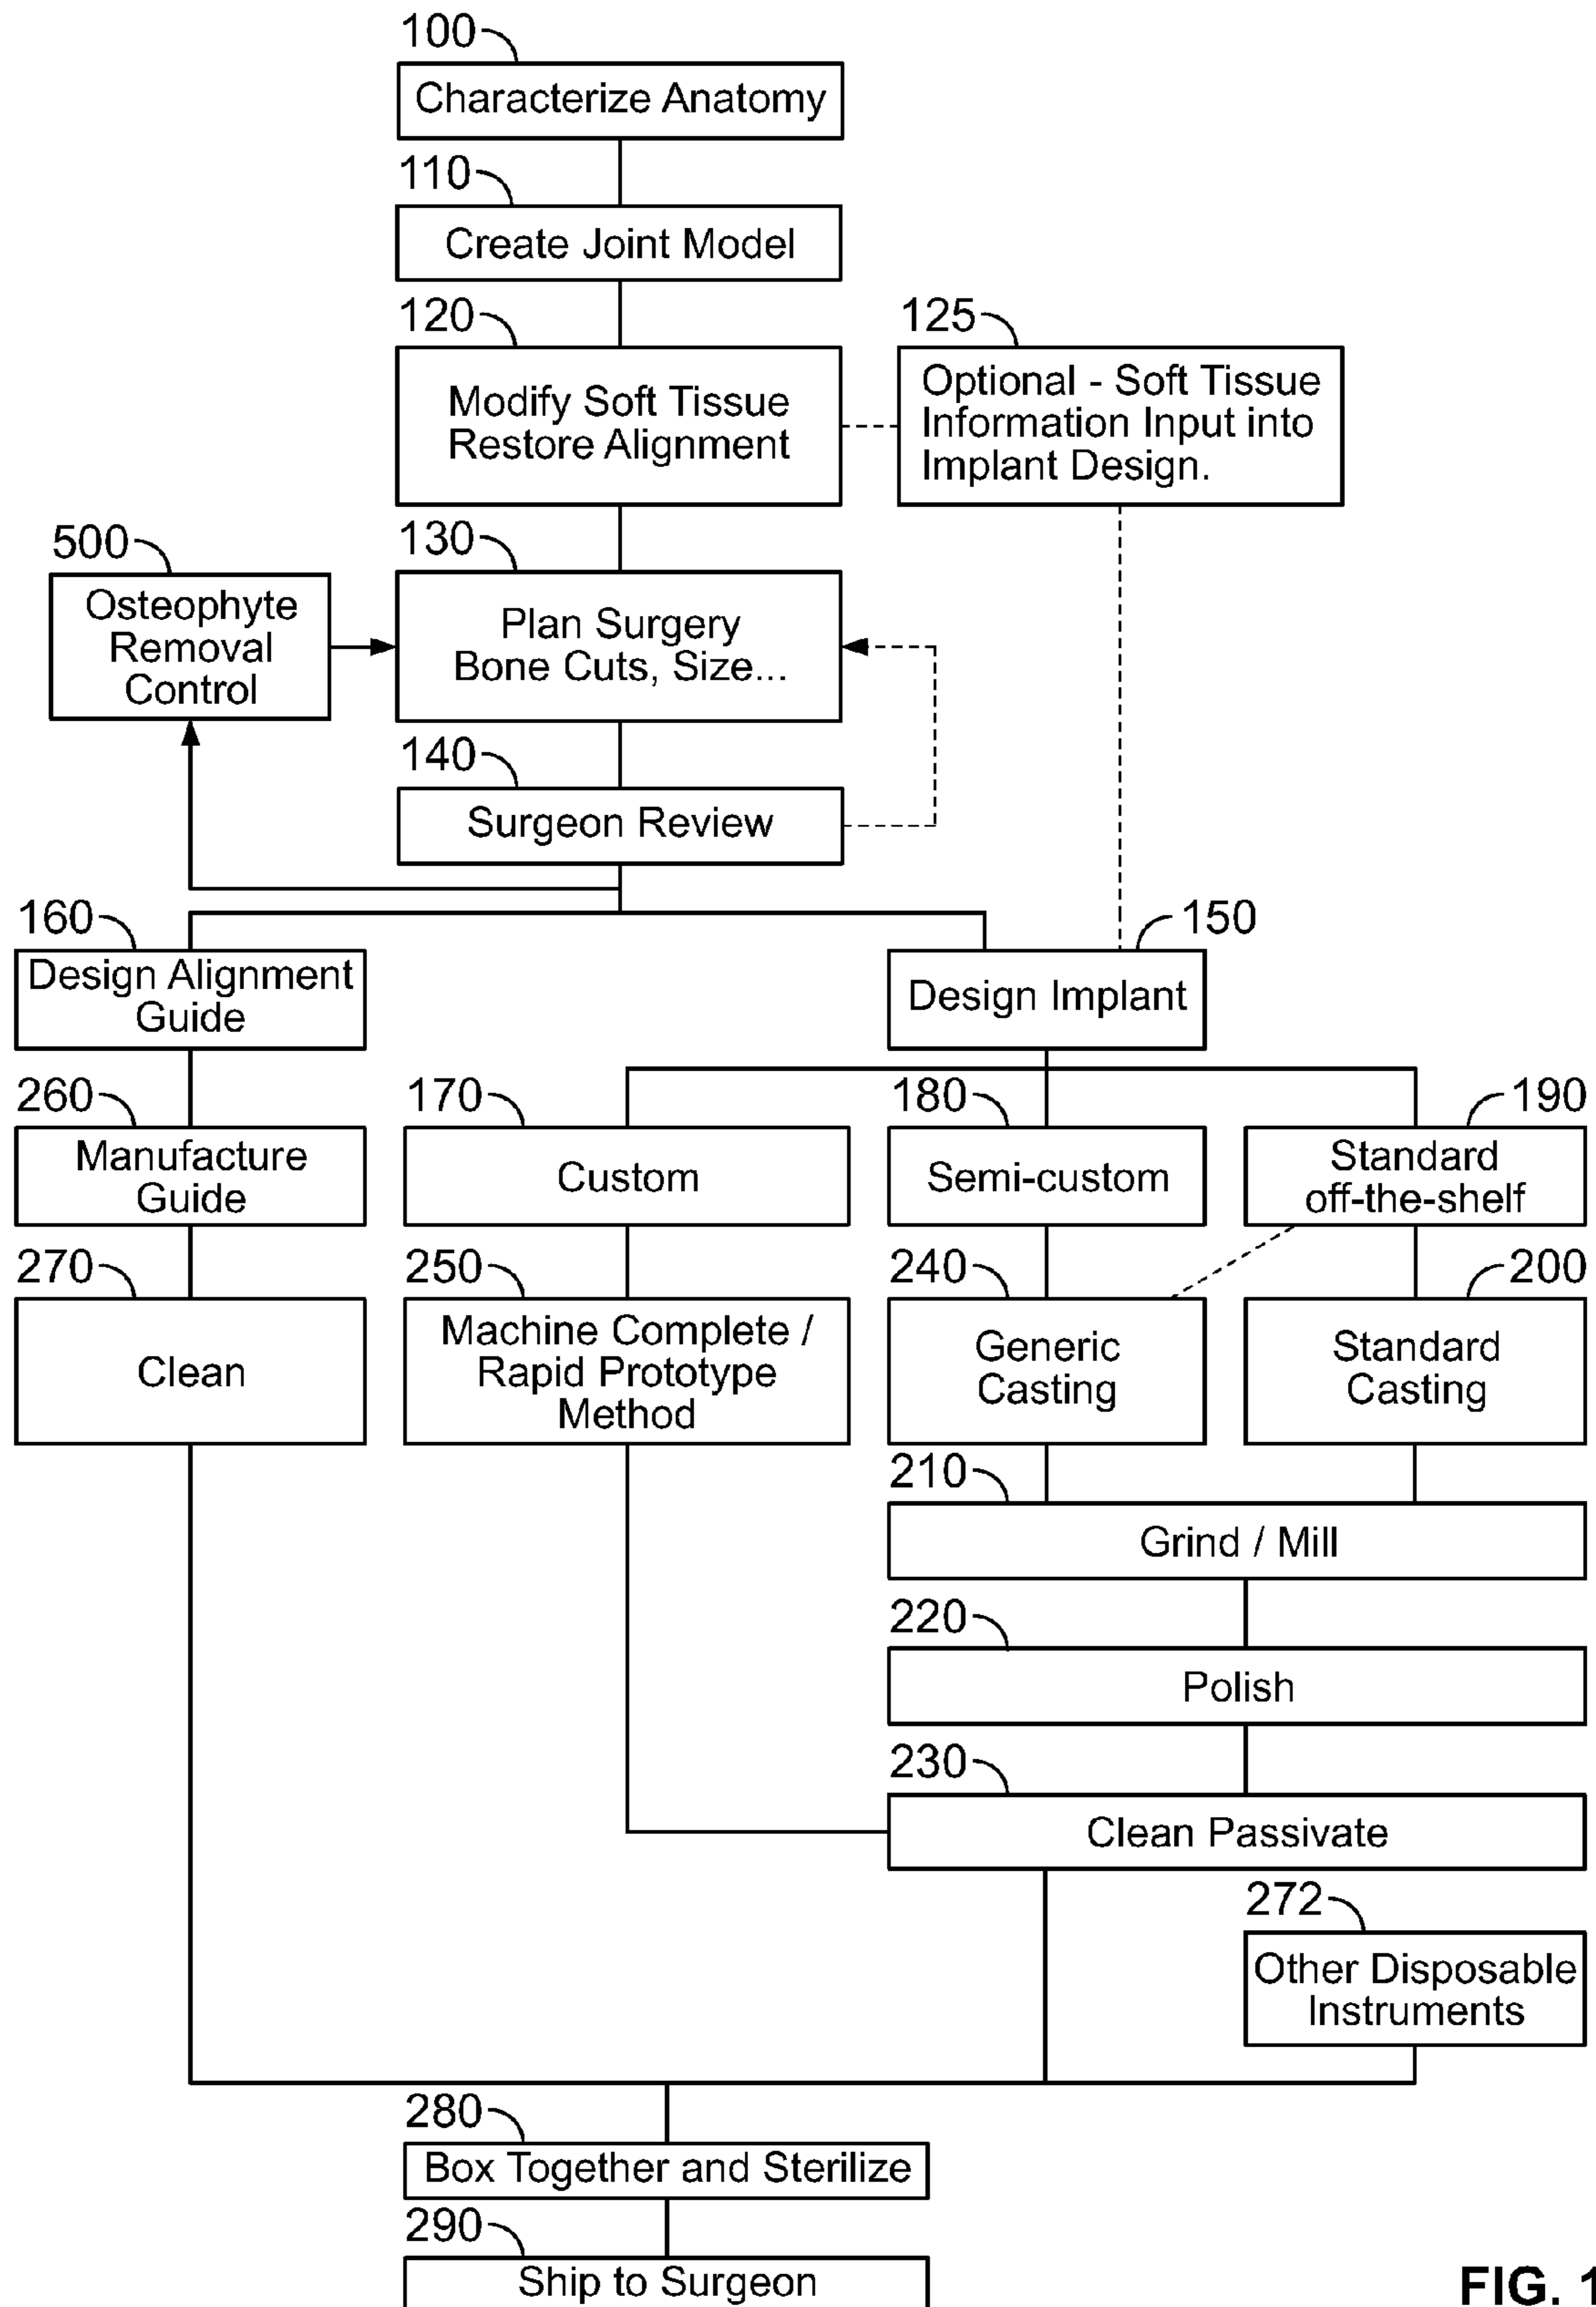 100
Characterize Anatomy
110
Create Joint Model
120
125
Modify Soft Tissue
Restore Alignment
Optional - Soft Tissue
Information Input into
Implant Design.
500
130
Osteophyte
Removal
Control
Plan Surgery
Bone Cuts, Size...
140
Surgeon Review
160
150
Design Alignment
Guide
Design Implant
260
170
180
190
Manufacture
Guide
Custom
Semi-custom
Standard
off-the-shelf
270
250
240
200
Clean
Machine Complete /
Rapid Prototype
Method
Generic
Casting
Standard
Casting
210
Grind / Mill
220
Polish
230
Clean Passivate
272
Other Disposable
Instruments
280
Box Together and Sterilize
290
Ship to Surgeon
FIG. 1